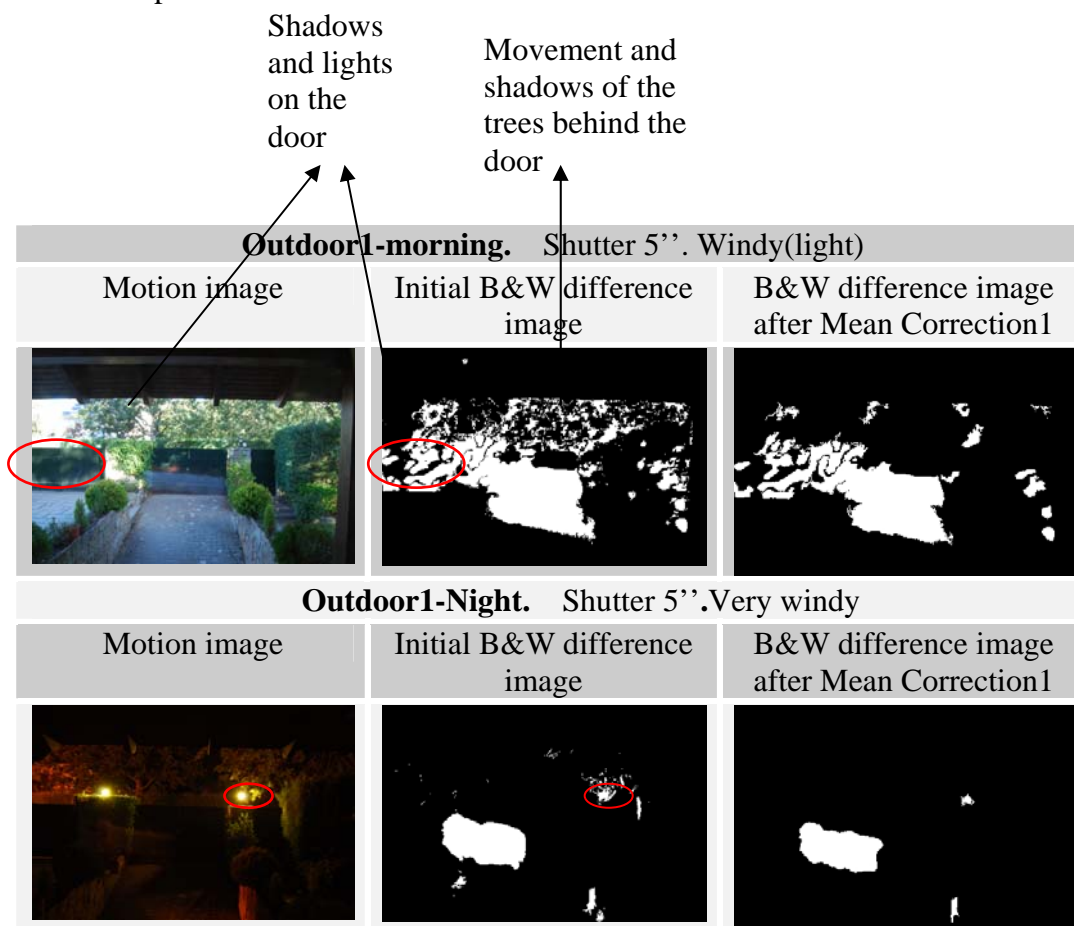 Shadows
and lights
on the
door
Movement and
shadows of the
trees behind the
door
Outdoor1-morning. Shutter 5’’. Windy(light)
Motion image
Initial B&W difference
image
B&W difference image
after Mean Correction1
Outdoor1-Night. Shutter 5’’.Very windy
Motion image
Initial B&W difference
image
B&W difference image
after Mean Correction1